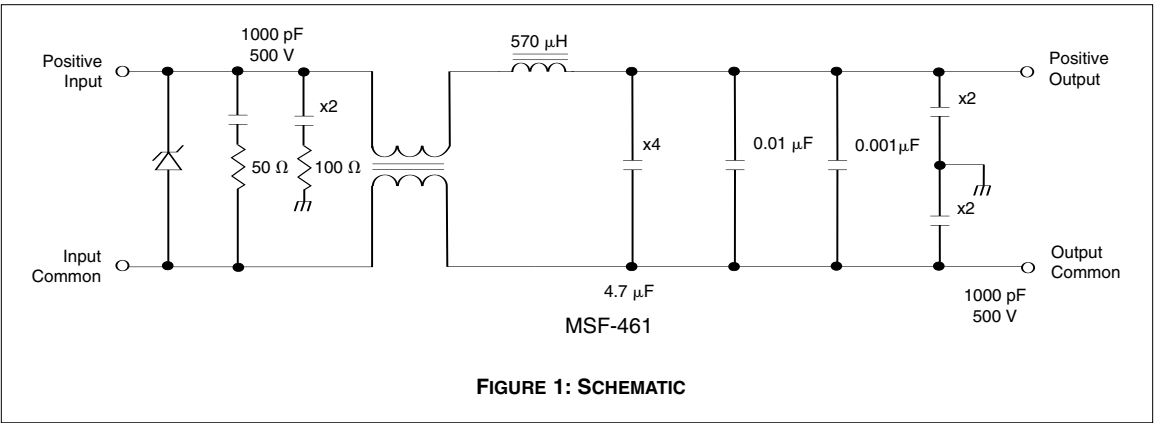 1000 pF
500 V
Positive
Input
x2
50 Ω
100 Ω
Input
Common
570 μH
x4
0.01 μF
0.001μF
x2
x2
Positive
Output
Output
Common
4.7 μF
1000 pF
500 V
MSF-461
FIGURE 1: SCHEMATIC